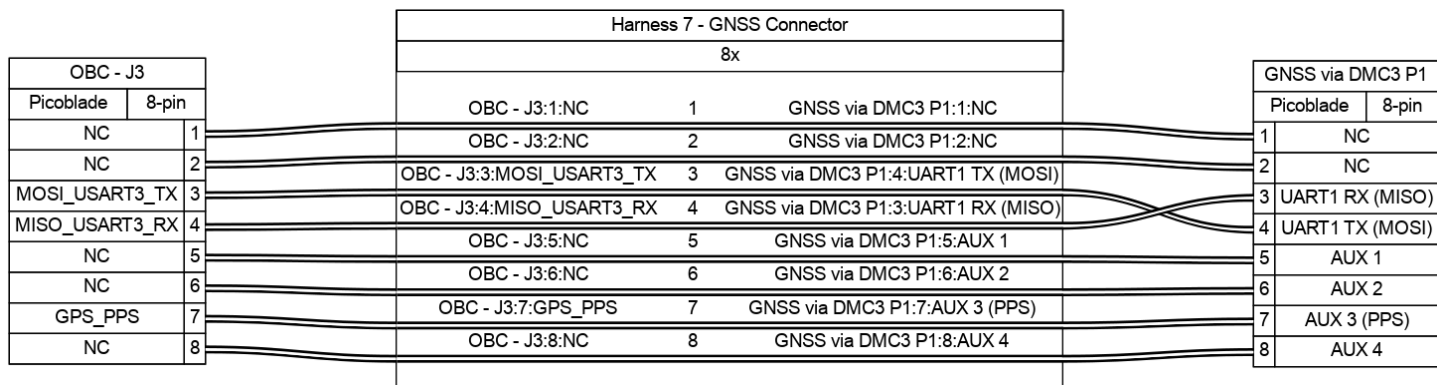 Harness 7 - GNSS Connector
8x
OBC - J3
Picoblade 8-pin
NC 1
NC 2
MOSI_USART3_TX 3
MISO_USART3_RX 4
NC 5
NC 6
GPS_PPS 7
NC 8
OBC - J3:1:NC 1 GNSS via DMC3 P1:1:NC
OBC - J3:2:NC 2 GNSS via DMC3 P1:2:NC
OBC - J3:3:MOSI_USART3_TX 3 GNSS via DMC3 P1:4:UART1 TX (MOSI)
OBC - J3:4:MISO_USART3_RX 4 GNSS via DMC3 P1:3:UART1 RX (MISO)
OBC - J3:5:NC 5 GNSS via DMC3 P1:5:AUX 1
OBC - J3:6:NC 6 GNSS via DMC3 P1:6:AUX 2
OBC - J3:7:GPS_PPS 7 GNSS via DMC3 P1:7:AUX 3 (PPS)
OBC - J3:8:NC 8 GNSS via DMC3 P1:8:AUX 4
GNSS via DMC3 P1
Picoblade 8-pin
1 NC
2 NC
3 UART1 RX (MISO)
4 UART1 TX (MOSI)
5 AUX 1
6 AUX 2
7 AUX 3 (PPS)
8 AUX 4